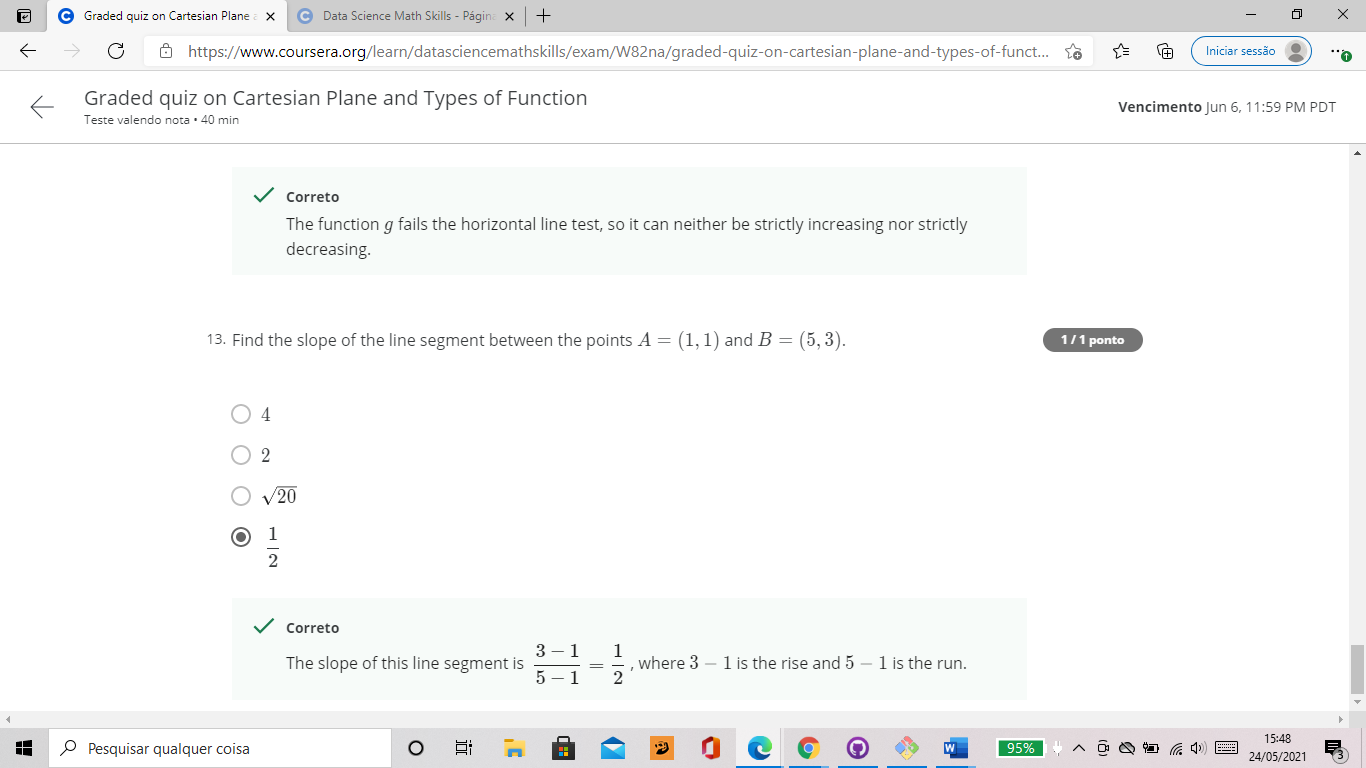 Graded quiz on Cartesian Plane a
Data Science Math Skills - Págin
https://www.coursera.org/learn/datasciencemathskills/exam/W82na/graded-quiz-on-cartesian-plane-and-types-of-funct...
Iniciar sessão
Graded quiz on Cartesian Plane and Types of Function
Teste valendo nota • 40 min
Vencimento Jun 6, 11:59 PM PDT
Correto
The function g fails the horizontal line test, so it can neither be strictly increasing nor strictly
decreasing.
13. Find the slope of the line segment between the points A = (1, 1) and B = (5, 3).
1 / 1 ponto
4
2
√20
1/2
Correto
The slope of this line segment is (3 − 1)/(5 − 1) = 1/2, where 3 − 1 is the rise and 5 − 1 is the run.
Pesquisar qualquer coisa
95%
15:48
24/05/2021
3